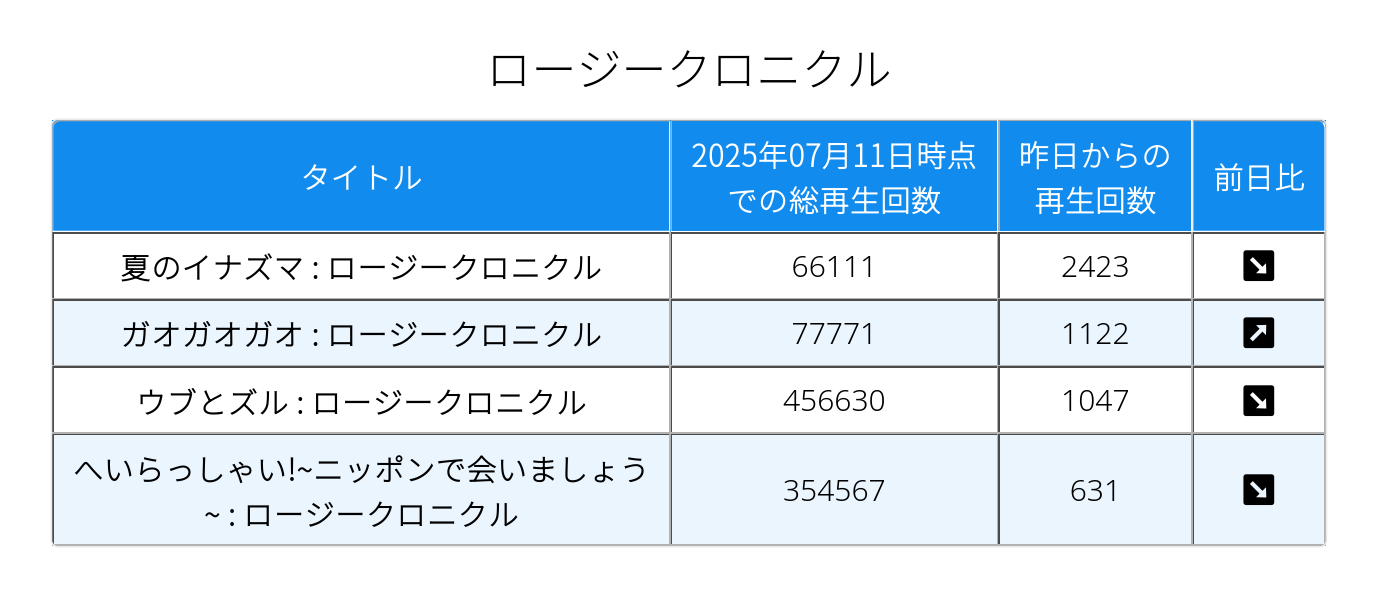 ロージークロニクル
タイトル
2025年07月11日時点
での総再生回数
昨日からの
再生回数
前日比
夏のイナズマ : ロージークロニクル
66111
2423
↘
ガオガオガオ : ロージークロニクル
77771
1122
↗
ウブとズル : ロージークロニクル
456630
1047
↘
へいらっしゃい!~ニッポンで会いましょう
~ : ロージークロニクル
354567
631
↘